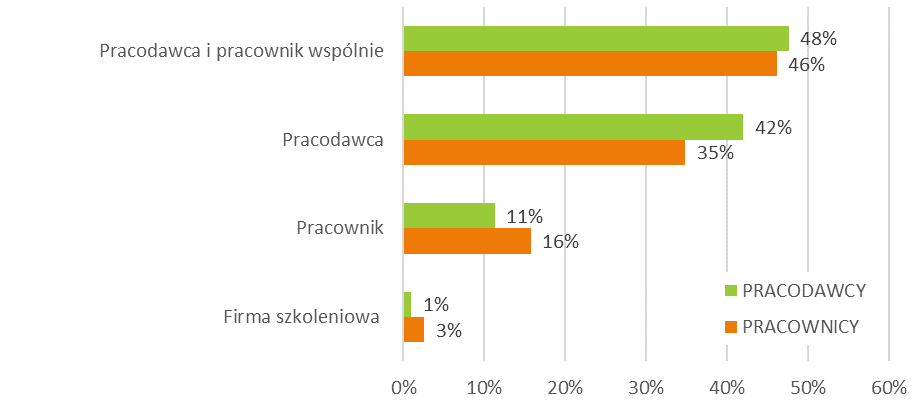 Pracodawca i pracownik wspólnie
48%
46%
Pracodawca
42%
35%
Pracownik
11%
16%
Firma szkoleniowa
1%
3%
PRACODAWCY
PRACOWNICY
0% 10% 20% 30% 40% 50% 60%